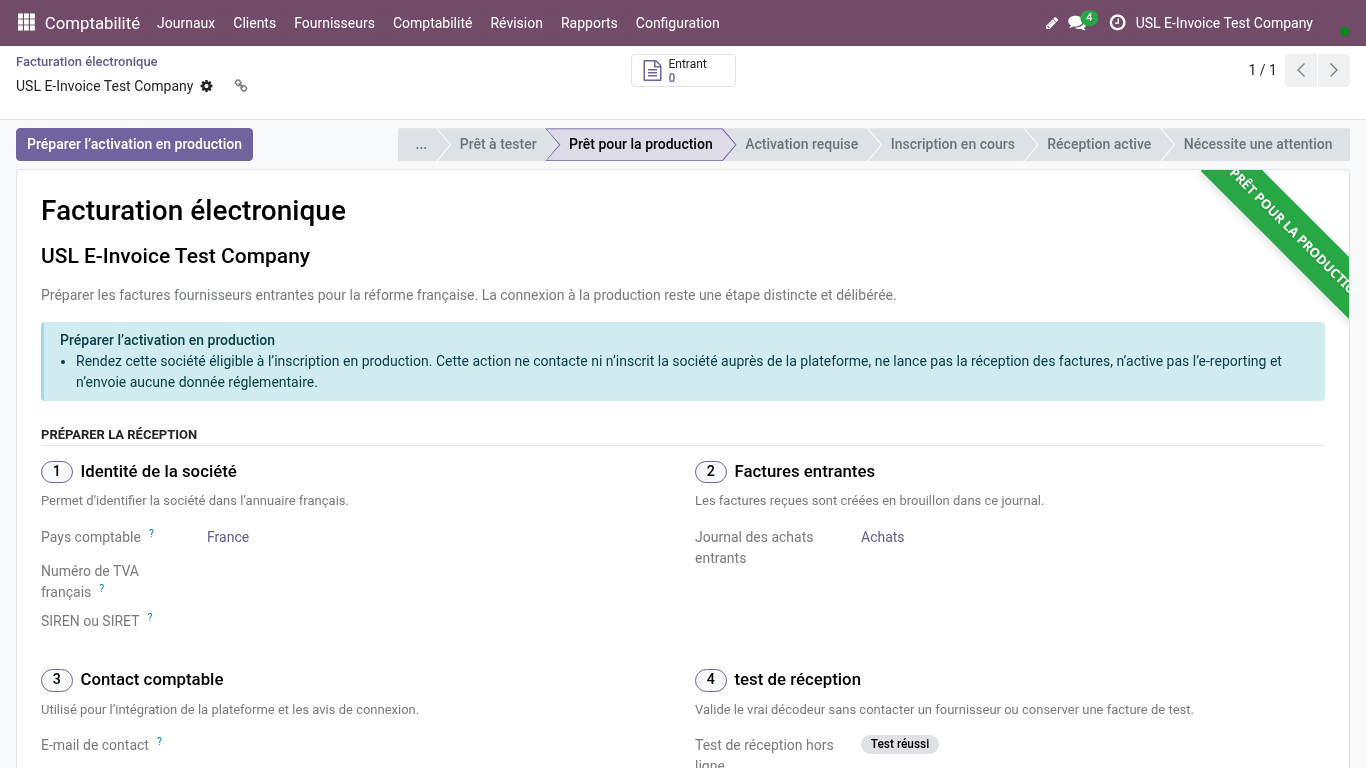 Comptabilité Journaux Clients Fournisseurs Comptabilité Révision Rapports Configuration 4 USL E-Invoice Test Company
Facturation électronique
USL E-Invoice Test Company
Entrant
0
1 / 1
Préparer l’activation en production
... Prêt à tester Prêt pour la production Activation requise Inscription en cours Réception active Nécessite une attention
PRÊT POUR LA PRODUCTIO
Facturation électronique
USL E-Invoice Test Company
Préparer les factures fournisseurs entrantes pour la réforme française. La connexion à la production reste une étape distincte et délibérée.
Préparer l’activation en production
• Rendez cette société éligible à l’inscription en production. Cette action ne contacte ni n’inscrit la société auprès de la plateforme, ne lance pas la réception des factures, n’active pas l’e-reporting et
n’envoie aucune donnée réglementaire.
PRÉPARER LA RÉCEPTION
1 Identité de la société
Permet d’identifier la société dans l’annuaire français.
Pays comptable ? France
Numéro de TVA
français ?
SIREN ou SIRET ?
2 Factures entrantes
Les factures reçues sont créées en brouillon dans ce journal.
Journal des achats
entrants
Achats
3 Contact comptable
Utilisé pour l’intégration de la plateforme et les avis de connexion.
E-mail de contact ?
4 test de réception
Valide le vrai décodeur sans contacter un fournisseur ou conserver une facture de test.
Test de réception hors
ligne
Test réussi